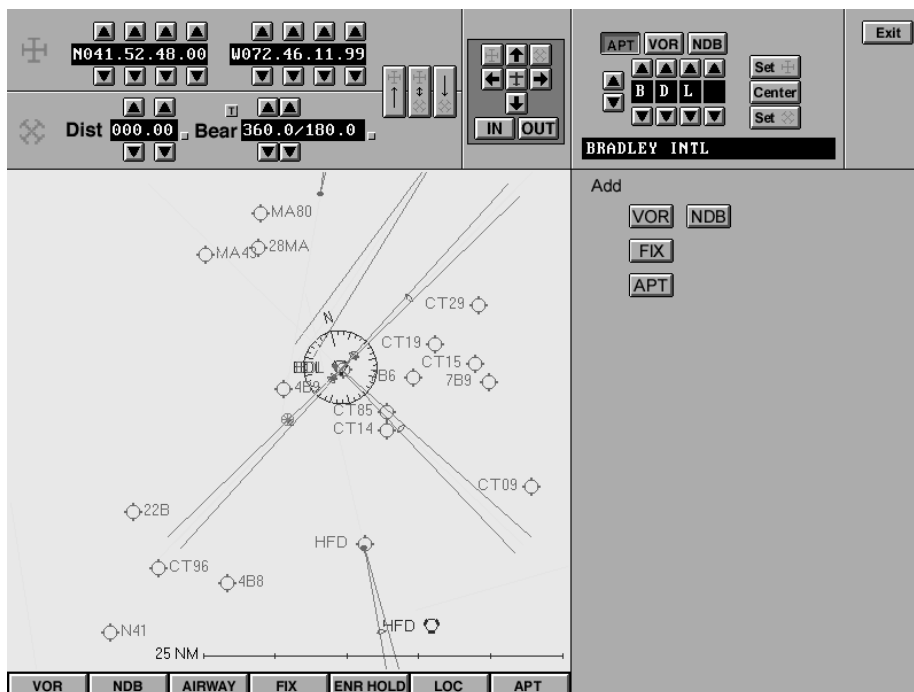 N041.52.48.00 W072.46.11.99
Dist 000.00 T Bear 360.0/180.0
IN OUT
APT VOR NDB
B D L
Set
Center
Set
BRADLEY INTL
Exit
Add
VOR NDB
FIX
APT
MA80
MA43 28MA
CT29
N
CT19
CT15
BDL
4B9 4B6 7B9
CT85
CT14
CT09
22B
HFD
CT96
4B8
HFD
N41
25 NM
VOR NDB AIRWAY FIX ENR HOLD LOC APT